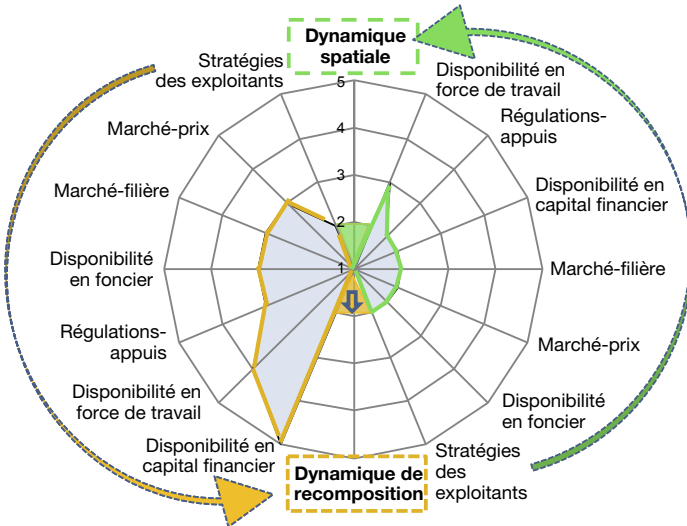 Dynamique
spatiale
Stratégies
des exploitants
Disponibilité en
force de travail
5
Régulations-
appuis
Marché-prix
4
Marché-filière
3
Disponibilité en
capital financier
2
Disponibilité
en foncier
1
Marché-filière
Régulations-
appuis
Marché-prix
Disponibilité en
force de travail
Disponibilité
en foncier
Disponibilité en
capital financier
Dynamique de
recomposition
Stratégies
des
exploitants